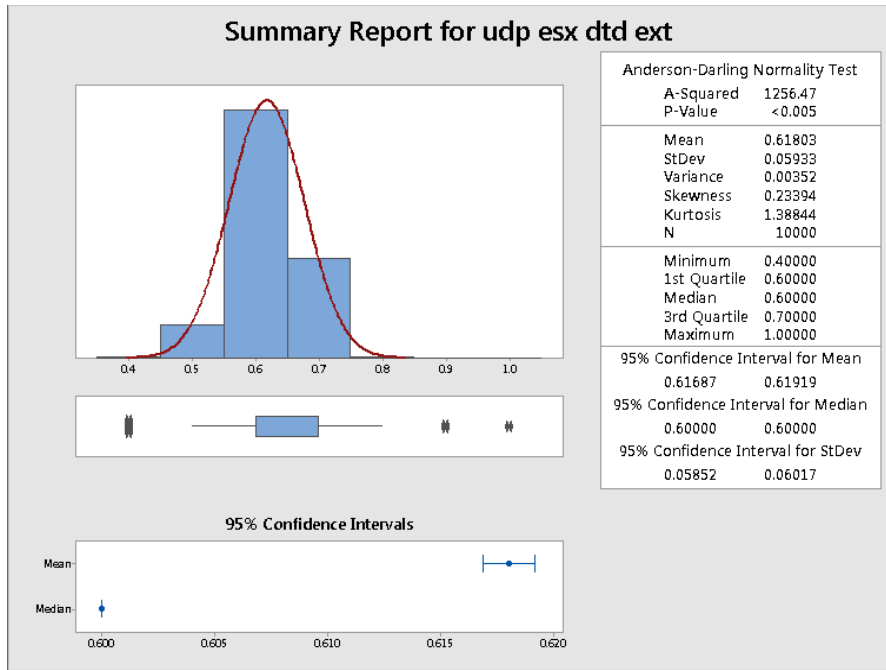 Summary Report for udp esx dtd ext
Anderson-Darling Normality Test
A-Squared 1256.47
P-Value <0.005
Mean 0.61803
StDev 0.05933
Variance 0.00352
Skewness 0.23394
Kurtosis 1.38844
N 10000
Minimum 0.40000
1st Quartile 0.60000
Median 0.60000
3rd Quartile 0.70000
Maximum 1.00000
95% Confidence Interval for Mean
0.61687 0.61919
95% Confidence Interval for Median
0.60000 0.60000
95% Confidence Interval for StDev
0.05852 0.06017
0.4 0.5 0.6 0.7 0.8 0.9 1.0
95% Confidence Intervals
Mean
Median
0.600 0.605 0.610 0.615 0.620